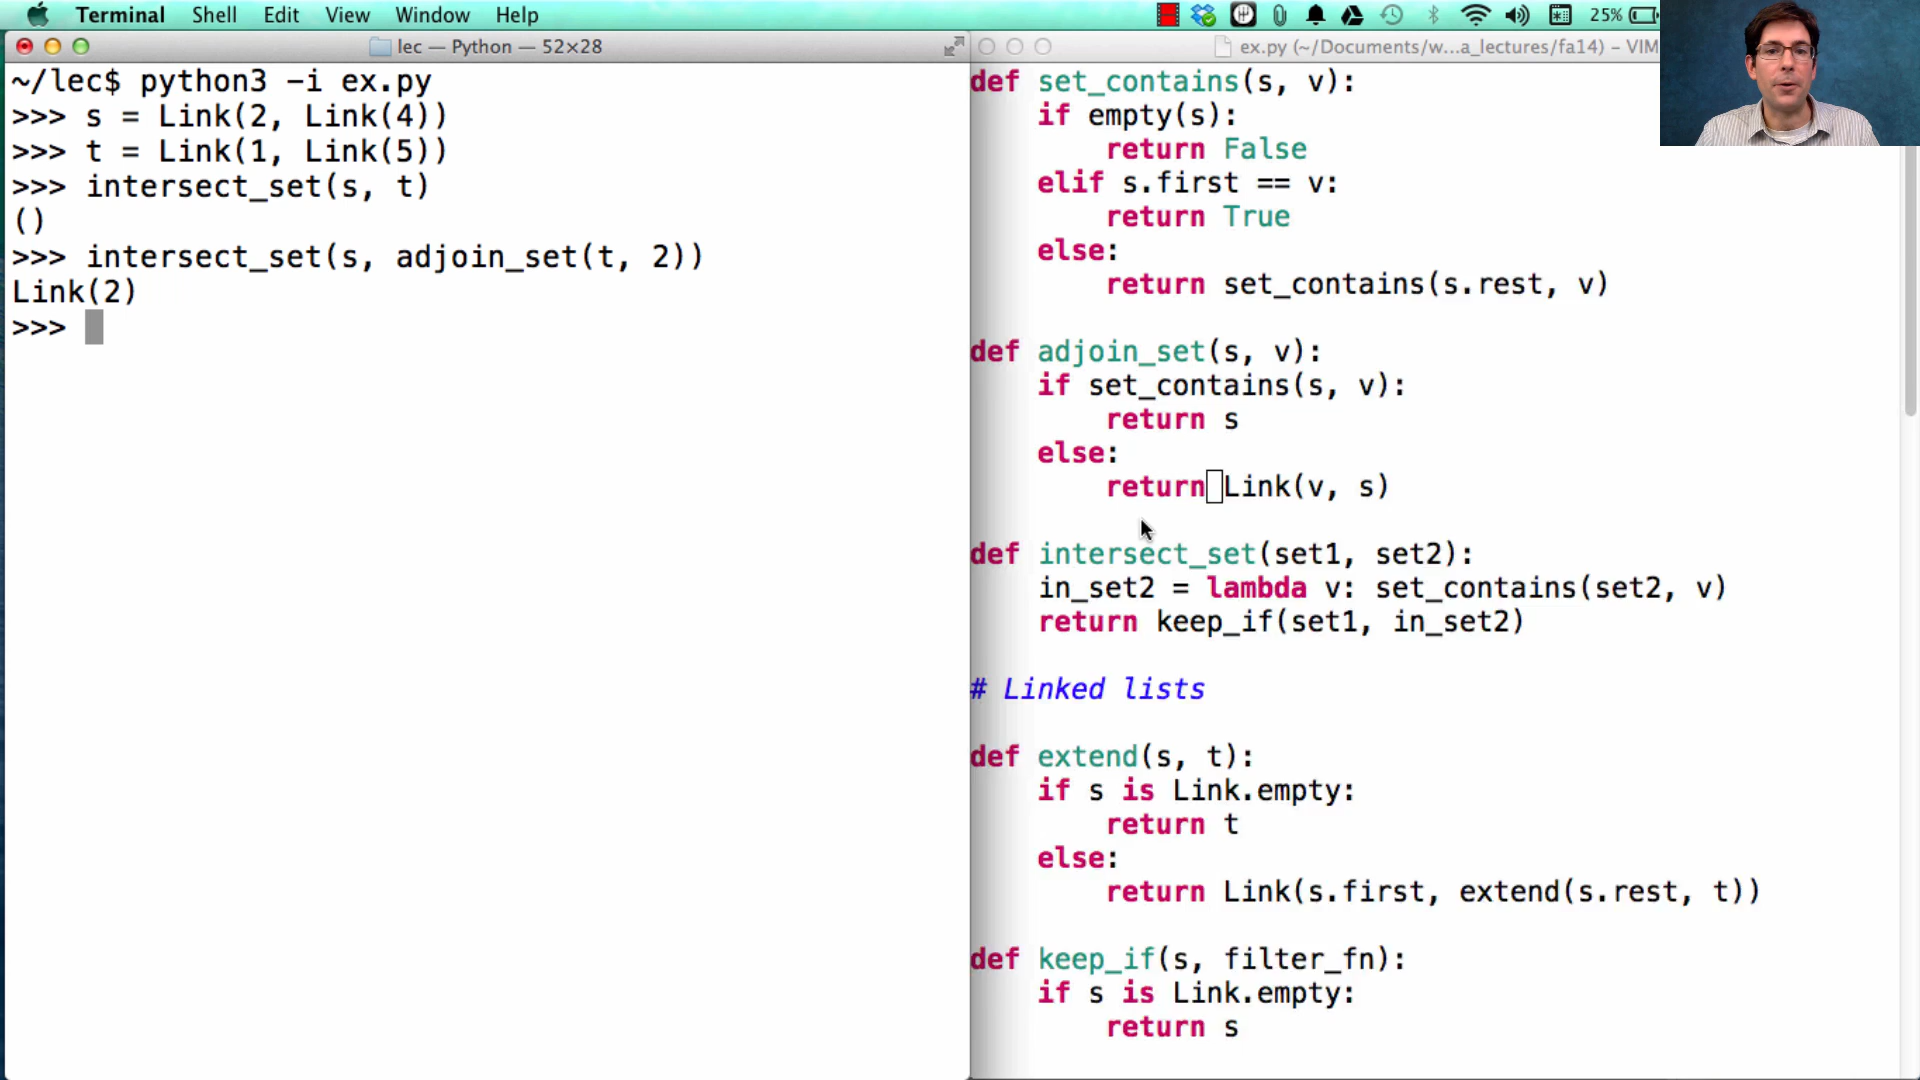 Terminal Shell Edit View Window Help 25%
lec — Python — 52×28
~/lec$ python3 -i ex.py
>>> s = Link(2, Link(4))
>>> t = Link(1, Link(5))
>>> intersect_set(s, t)
()
>>> intersect_set(s, adjoin_set(t, 2))
Link(2)
>>>
ex.py (~/Documents/w...a_lectures/fa14) – VIM
def set_contains(s, v):
    if empty(s):
        return False
    elif s.first == v:
        return True
    else:
        return set_contains(s.rest, v)
def adjoin_set(s, v):
    if set_contains(s, v):
        return s
    else:
        return Link(v, s)
def intersect_set(set1, set2):
    in_set2 = lambda v: set_contains(set2, v)
    return keep_if(set1, in_set2)
# Linked lists
def extend(s, t):
    if s is Link.empty:
        return t
    else:
        return Link(s.first, extend(s.rest, t))
def keep_if(s, filter_fn):
    if s is Link.empty:
        return s